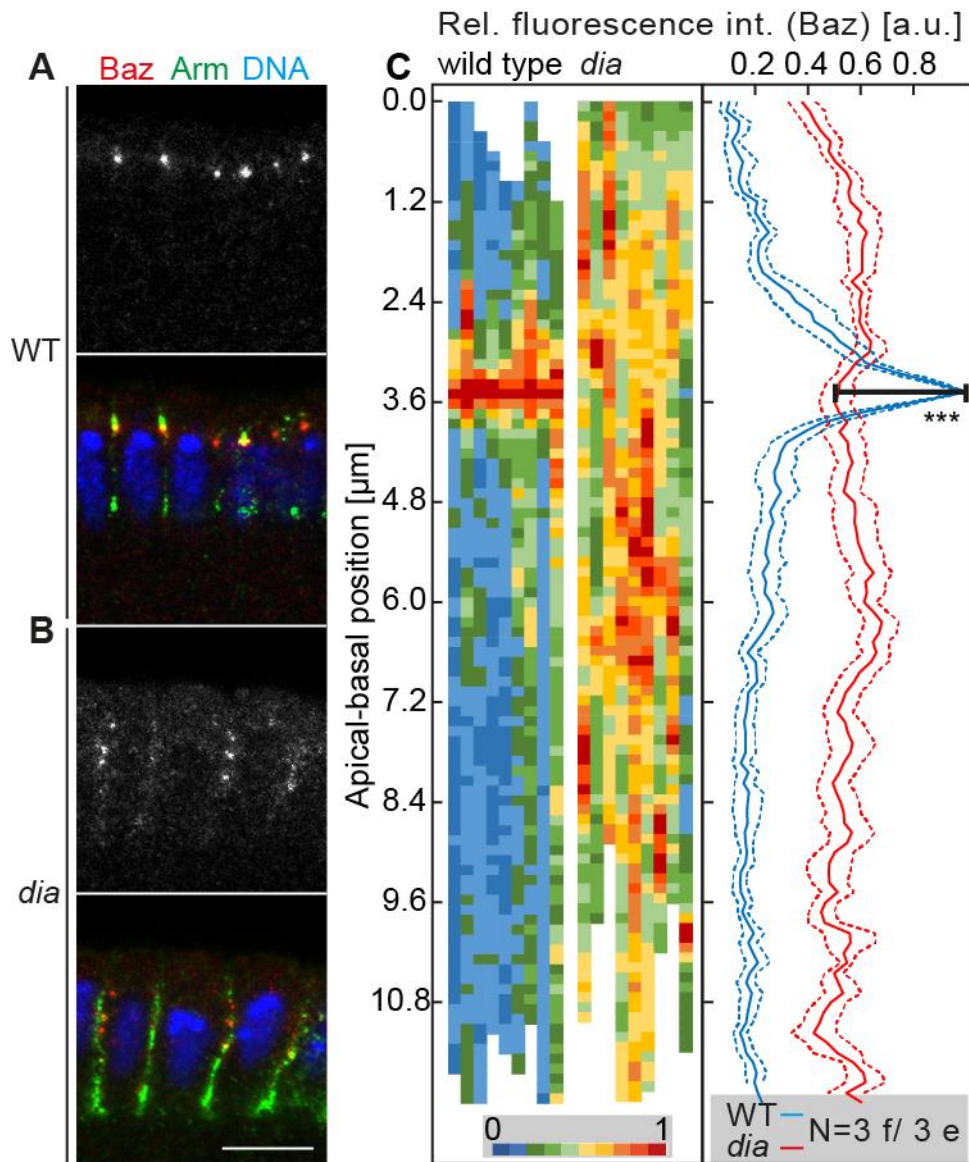 Rel. fluorescence int. (Baz) [a.u.]
A
Baz Arm DNA
C
wild type dia
0.2 0.4 0.6 0.8
WT
B
dia
Apical-basal position [µm]
0.0
1.2
2.4
3.6
4.8
6.0
7.2
8.4
9.6
10.8
***
0 1
WT
dia
N=3 f/ 3 e